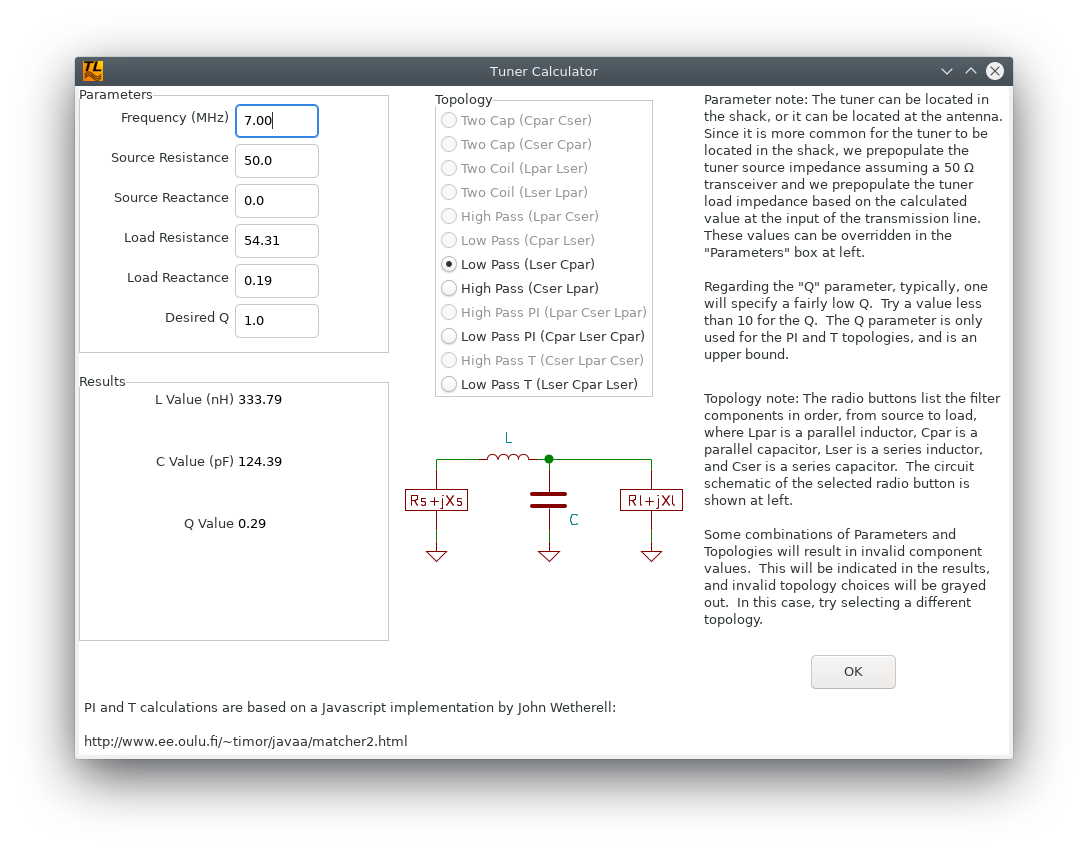 TL
Tuner Calculator
Parameters
Frequency (MHz) 7.00
Source Resistance 50.0
Source Reactance 0.0
Load Resistance 54.31
Load Reactance 0.19
Desired Q 1.0
Results
L Value (nH) 333.79
C Value (pF) 124.39
Q Value 0.29
Topology
Two Cap (Cpar Cser)
Two Cap (Cser Cpar)
Two Coil (Lpar Lser)
Two Coil (Lser Lpar)
High Pass (Lpar Cser)
Low Pass (Cpar Lser)
Low Pass (Lser Cpar)
High Pass (Cser Lpar)
High Pass PI (Lpar Cser Lpar)
Low Pass PI (Cpar Lser Cpar)
High Pass T (Cser Lpar Cser)
Low Pass T (Lser Cpar Lser)
L
Rs+jXs
C
Rl+jXl
Parameter note: The tuner can be located in
the shack, or it can be located at the antenna.
Since it is more common for the tuner to be
located in the shack, we prepopulate the
tuner source impedance assuming a 50 Ω
transceiver and we prepopulate the tuner
load impedance based on the calculated
value at the input of the transmission line.
These values can be overridden in the
"Parameters" box at left.
Regarding the "Q" parameter, typically, one
will specify a fairly low Q.  Try a value less
than 10 for the Q.  The Q parameter is only
used for the PI and T topologies, and is an
upper bound.
Topology note: The radio buttons list the filter
components in order, from source to load,
where Lpar is a parallel inductor, Cpar is a
parallel capacitor, Lser is a series inductor,
and Cser is a series capacitor.  The circuit
schematic of the selected radio button is
shown at left.
Some combinations of Parameters and
Topologies will result in invalid component
values.  This will be indicated in the results,
and invalid topology choices will be grayed
out.  In this case, try selecting a different
topology.
OK
PI and T calculations are based on a Javascript implementation by John Wetherell:
http://www.ee.oulu.fi/~timor/javaa/matcher2.html